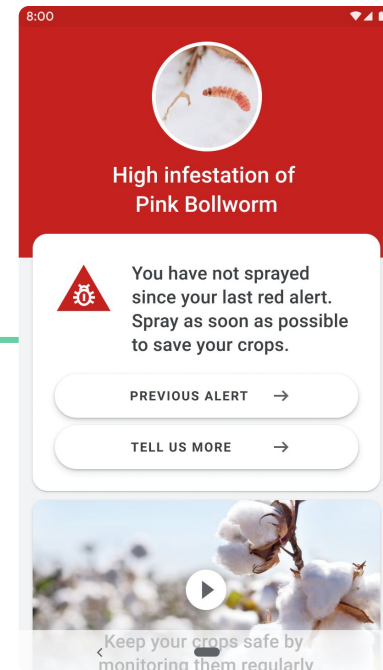 8:00
High infestation of
Pink Bollworm
You have not sprayed
since your last red alert.
Spray as soon as possible
to save your crops.
PREVIOUS ALERT →
TELL US MORE →
Keep your crops safe by
monitoring them regularly